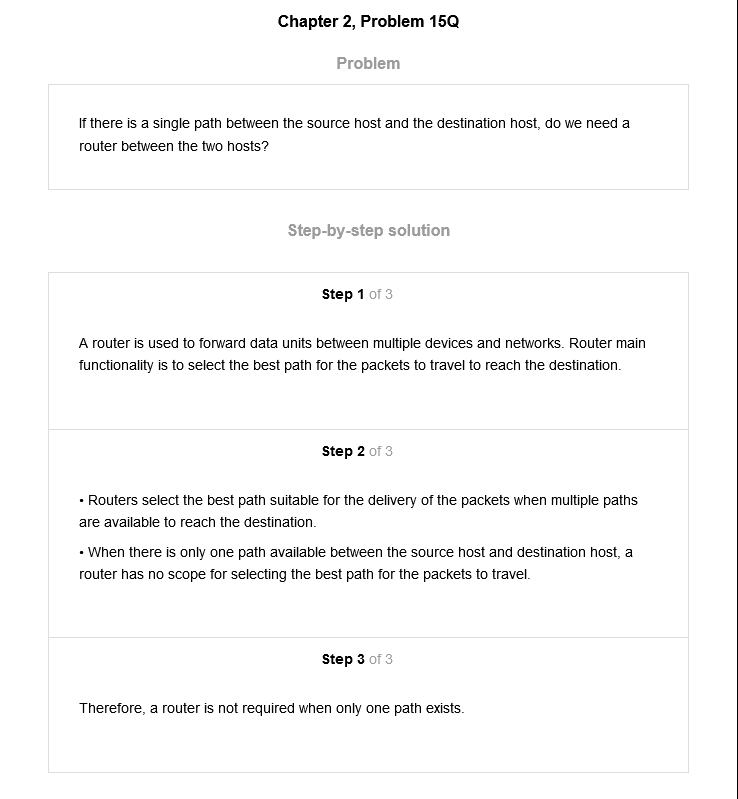 Chapter 2, Problem 15Q
Problem
If there is a single path between the source host and the destination host, do we need a
router between the two hosts?
Step-by-step solution
Step 1 of 3
A router is used to forward data units between multiple devices and networks. Router main
functionality is to select the best path for the packets to travel to reach the destination.
Step 2 of 3
• Routers select the best path suitable for the delivery of the packets when multiple paths
are available to reach the destination.
• When there is only one path available between the source host and destination host, a
router has no scope for selecting the best path for the packets to travel.
Step 3 of 3
Therefore, a router is not required when only one path exists.